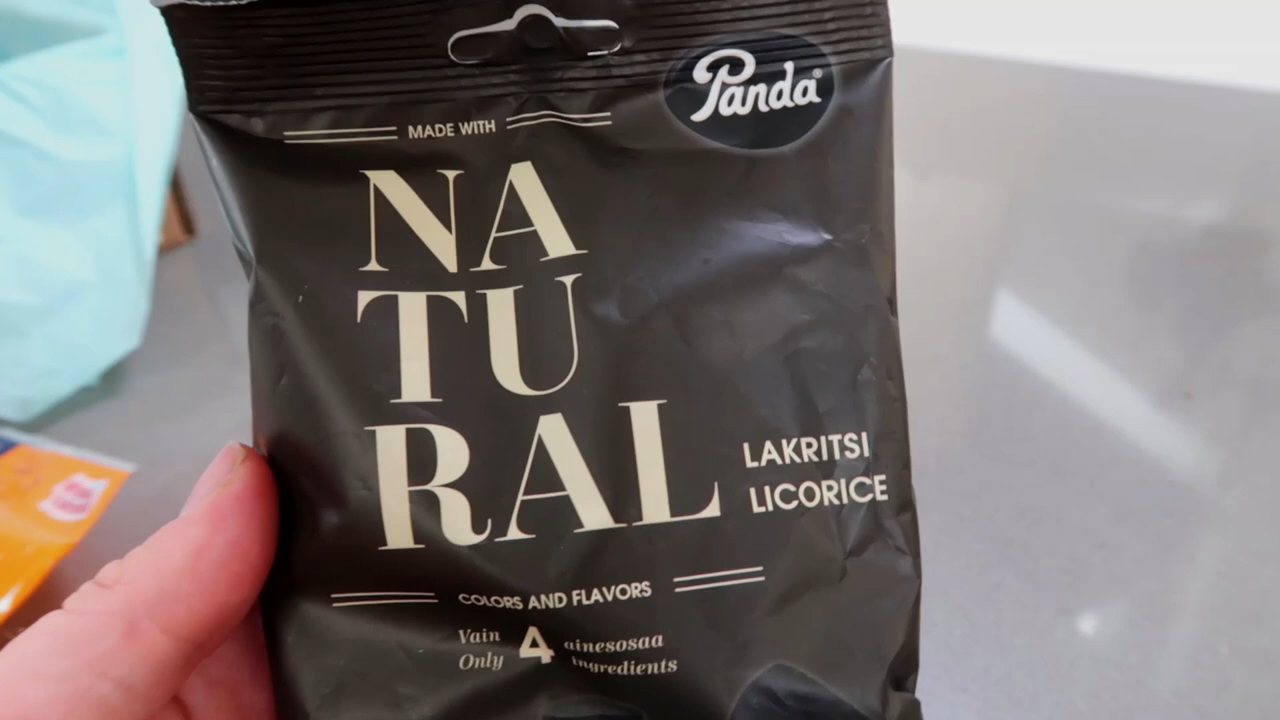 Panda
MADE WITH
NA
TU
RAL
LAKRITSI
LICORICE
COLORS AND FLAVORS
Vain 4 ainesosaa
Only ingredients